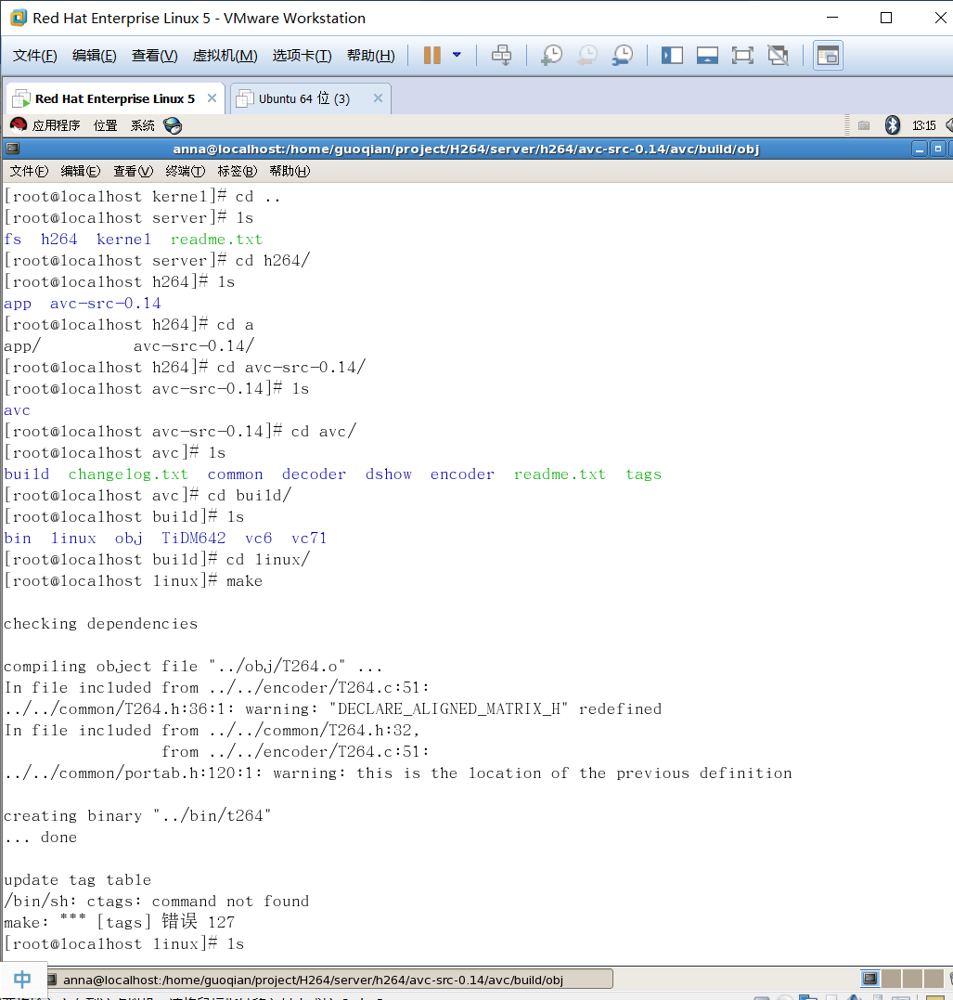 Red Hat Enterprise Linux 5 - VMware Workstation
文件(F) 编辑(E) 查看(V) 虚拟机(M) 选项卡(T) 帮助(H)
Red Hat Enterprise Linux 5 Ubuntu 64 位 (3)
应用程序 位置 系统 13:15
anna@localhost:/home/guoqian/project/H264/server/h264/avc-src-0.14/avc/build/obj
文件(F) 编辑(E) 查看(V) 终端(T) 标签(B) 帮助(H)
[root@localhost kernel]# cd ..
[root@localhost server]# ls
fs h264 kernel readme.txt
[root@localhost server]# cd h264/
[root@localhost h264]# ls
app avc-src-0.14
[root@localhost h264]# cd a
app/ avc-src-0.14/
[root@localhost h264]# cd avc-src-0.14/
[root@localhost avc-src-0.14]# ls
avc
[root@localhost avc-src-0.14]# cd avc/
[root@localhost avc]# ls
build changelog.txt common decoder dshow encoder readme.txt tags
[root@localhost avc]# cd build/
[root@localhost build]# ls
bin linux obj TiDM642 vc6 vc71
[root@localhost build]# cd linux/
[root@localhost linux]# make
checking dependencies
compiling object file "../obj/T264.o" ...
In file included from ../../encoder/T264.c:51:
../../common/T264.h:36:1: warning: "DECLARE_ALIGNED_MATRIX_H" redefined
In file included from ../../common/T264.h:32,
from ../../encoder/T264.c:51:
../../common/portab.h:120:1: warning: this is the location of the previous definition
creating binary "../bin/t264"
... done
update tag table
/bin/sh: ctags: command not found
make: *** [tags] 错误 127
[root@localhost linux]# ls
中 anna@localhost:/home/guoqian/project/H264/server/h264/avc-src-0.14/avc/build/obj